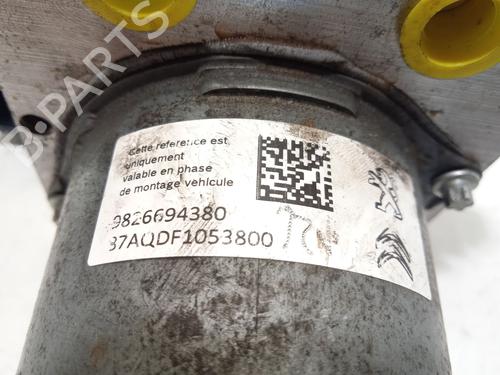 B-PARTS
Cette reference est
uniquement
valable en phase
de montage vehicule
9826694380
37AQDF1053800